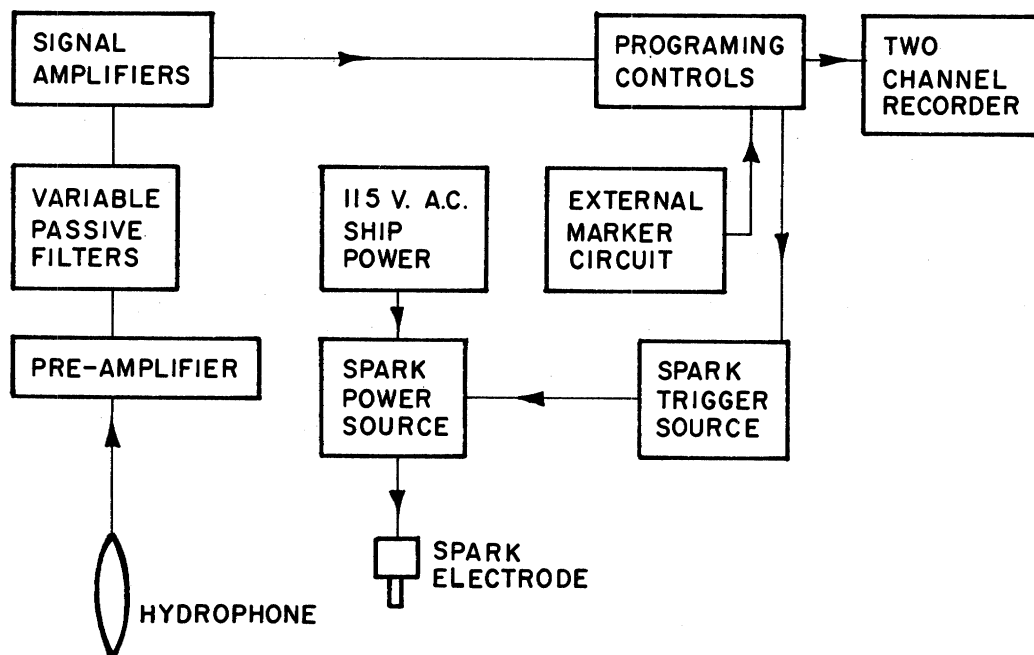 SIGNAL
AMPLIFIERS
PROGRAMING
CONTROLS
TWO
CHANNEL
RECORDER
VARIABLE
PASSIVE
FILTERS
115 V. A.C.
SHIP
POWER
EXTERNAL
MARKER
CIRCUIT
PRE-AMPLIFIER
SPARK
POWER
SOURCE
SPARK
TRIGGER
SOURCE
SPARK
ELECTRODE
HYDROPHONE